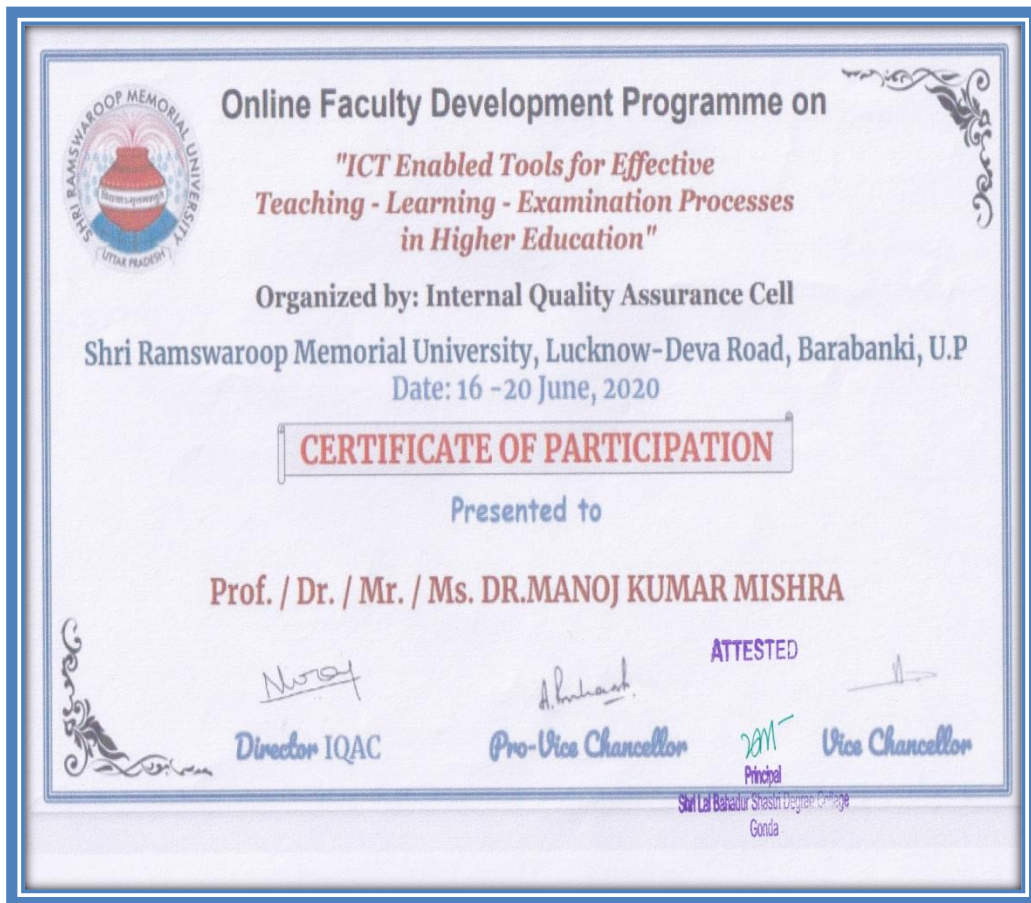 SHRI RAMSWAROOP MEMORIAL UNIVERSITY
(UTTAR PRADESH)
Online Faculty Development Programme on
"ICT Enabled Tools for Effective
Teaching - Learning - Examination Processes
in Higher Education"
Organized by: Internal Quality Assurance Cell
Shri Ramswaroop Memorial University, Lucknow-Deva Road, Barabanki, U.P
Date: 16 -20 June, 2020
CERTIFICATE OF PARTICIPATION
Presented to
Prof. / Dr. / Mr. / Ms. DR.MANOJ KUMAR MISHRA
ATTESTED
Director IQAC
Pro-Vice Chancellor
Vice Chancellor
Principal
Shri Lal Bahadur Shastri Degree College
Gonda